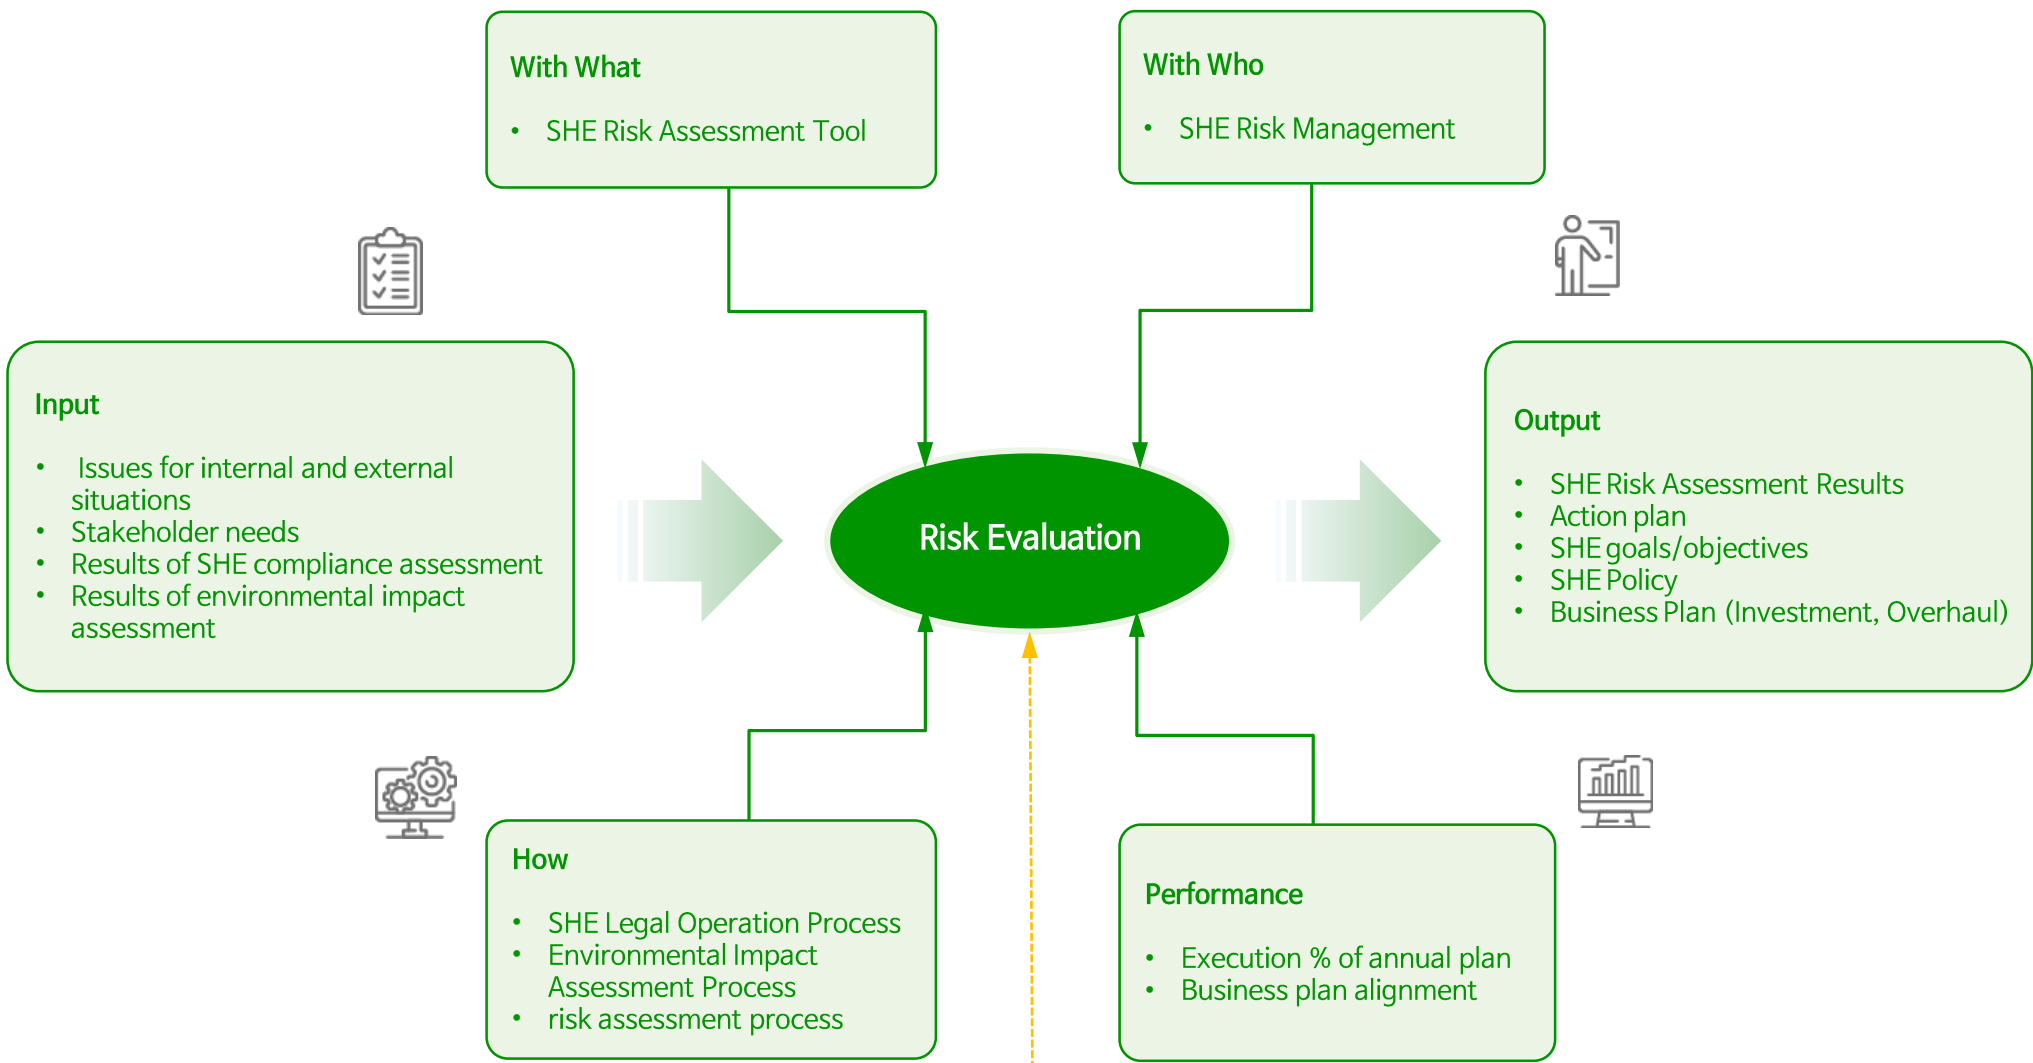 With What
• SHE Risk Assessment Tool
With Who
• SHE Risk Management
Input
• Issues for internal and external
situations
• Stakeholder needs
• Results of SHE compliance assessment
• Results of environmental impact
assessment
Risk Evaluation
Output
• SHE Risk Assessment Results
• Action plan
• SHE goals/objectives
• SHE Policy
• Business Plan (Investment, Overhaul)
How
• SHE Legal Operation Process
• Environmental Impact
Assessment Process
• risk assessment process
Performance
• Execution % of annual plan
• Business plan alignment